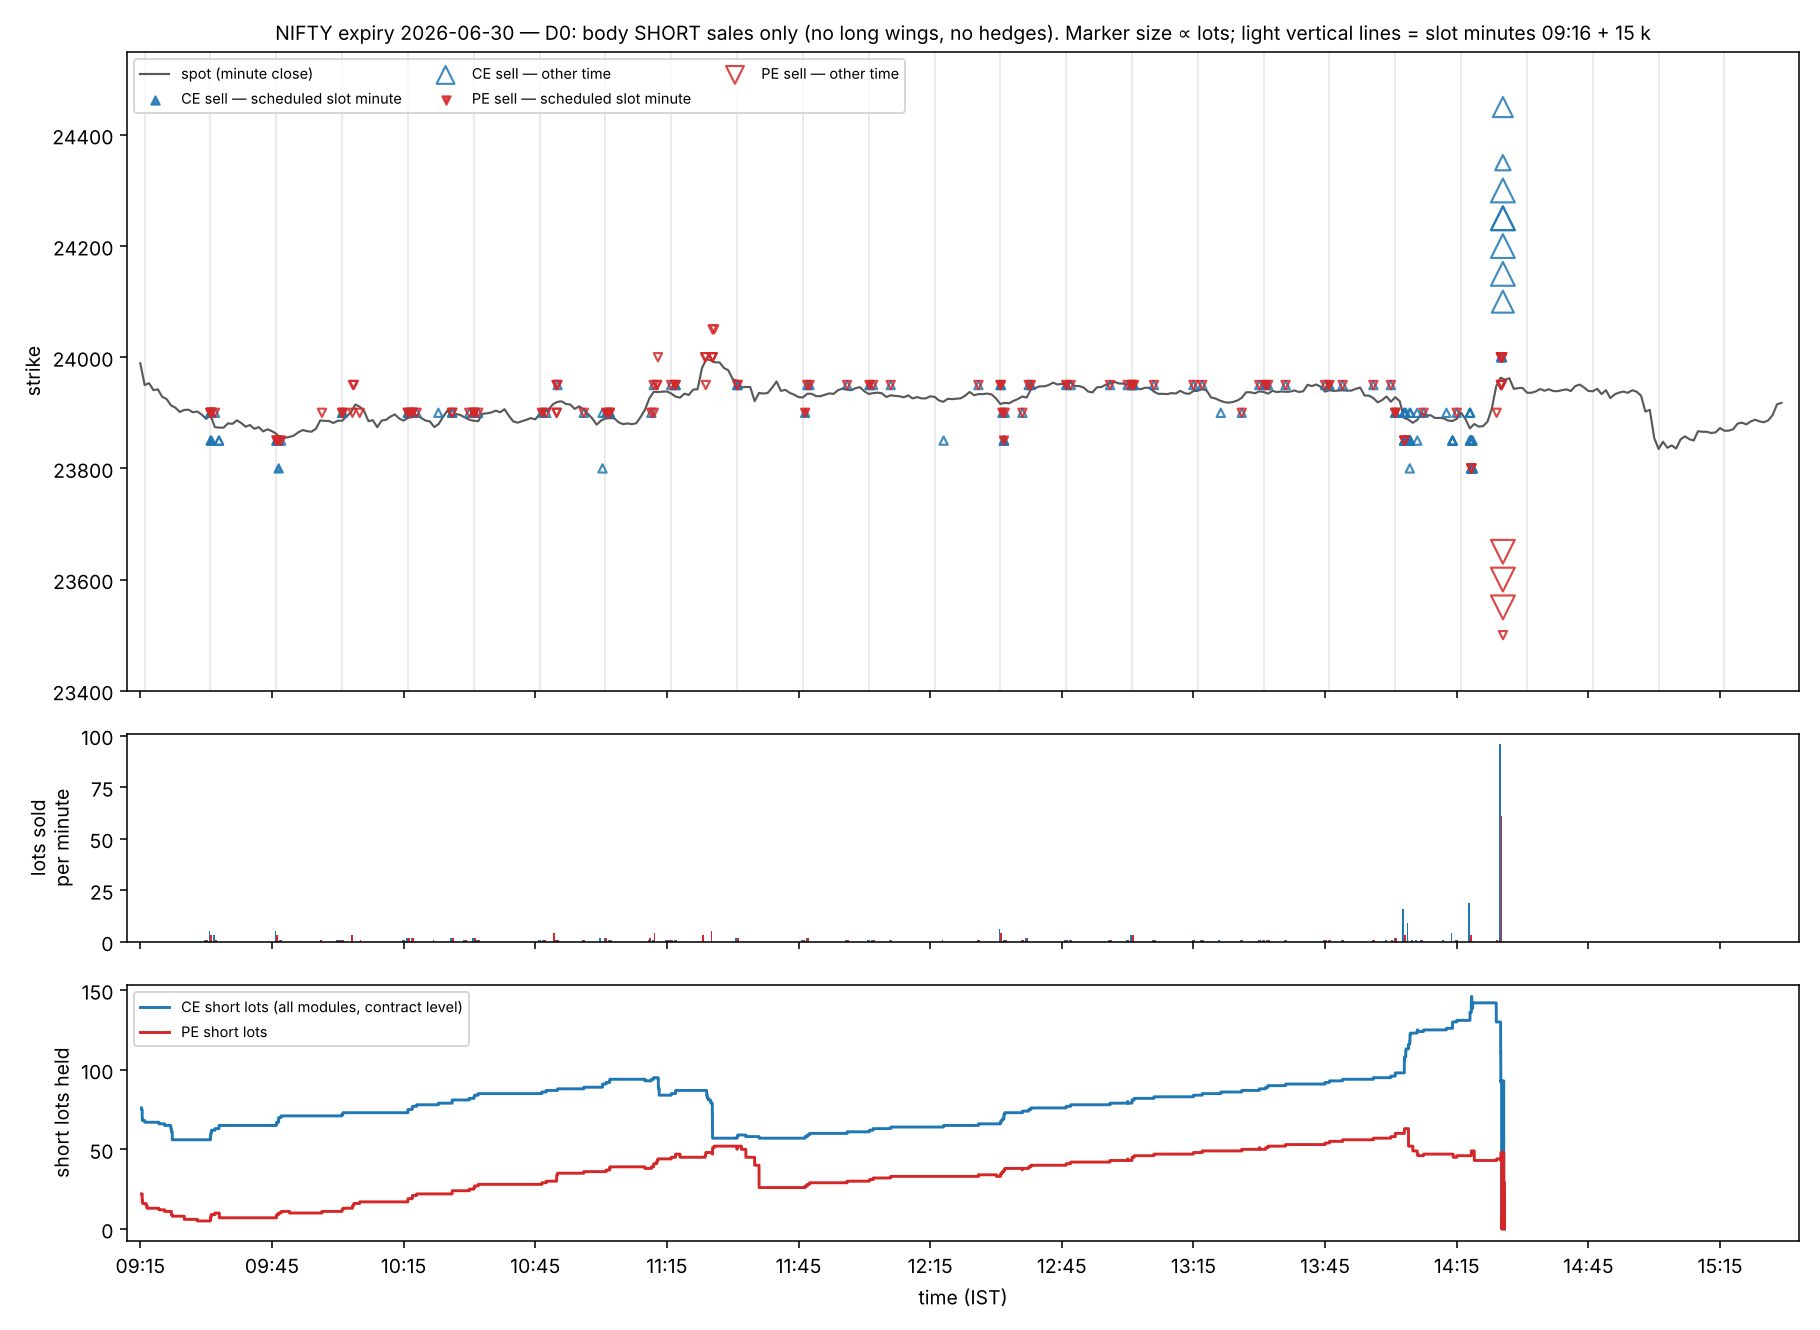 NIFTY expiry 2026-06-30 — D0: body SHORT sales only (no long wings, no hedges). Marker size ∝ lots; light vertical lines = slot minutes 09:16 + 15 k
spot (minute close)
CE sell — scheduled slot minute
CE sell — other time
PE sell — scheduled slot minute
PE sell — other time
strike
24400
24200
24000
23800
23600
23400
lots sold
per minute
100
75
50
25
0
CE short lots (all modules, contract level)
PE short lots
short lots held
150
100
50
0
09:15
09:45
10:15
10:45
11:15
11:45
12:15
12:45
13:15
13:45
14:15
14:45
15:15
time (IST)